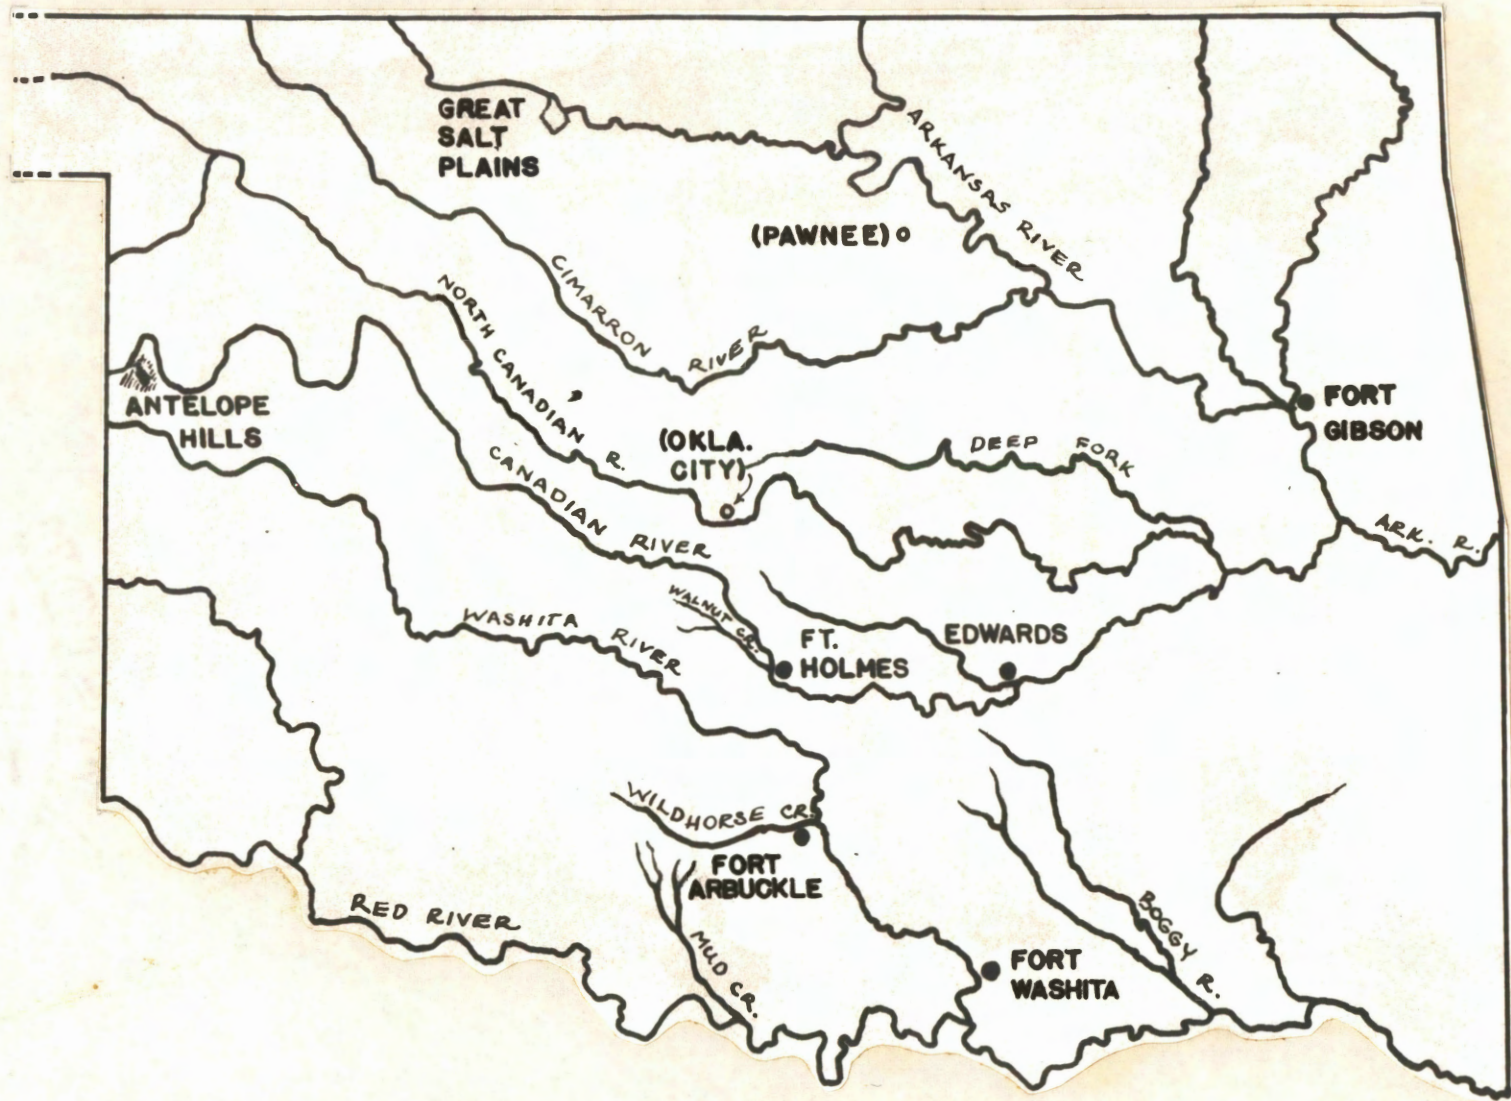 GREAT
SALT
PLAINS
ARKANSAS RIVER
(PAWNEE)
CIMARRON RIVER
NORTH CANADIAN R.
ANTELOPE
HILLS
FORT
GIBSON
(OKLA.
CITY)
DEEP FORK
CANADIAN RIVER
ARK. R.
WALNUT CR.
WASHITA RIVER
FT.
HOLMES
EDWARDS
WILDHORSE CR.
FORT
ARBUCKLE
RED RIVER
MUD CR.
BOGGY R.
FORT
WASHITA